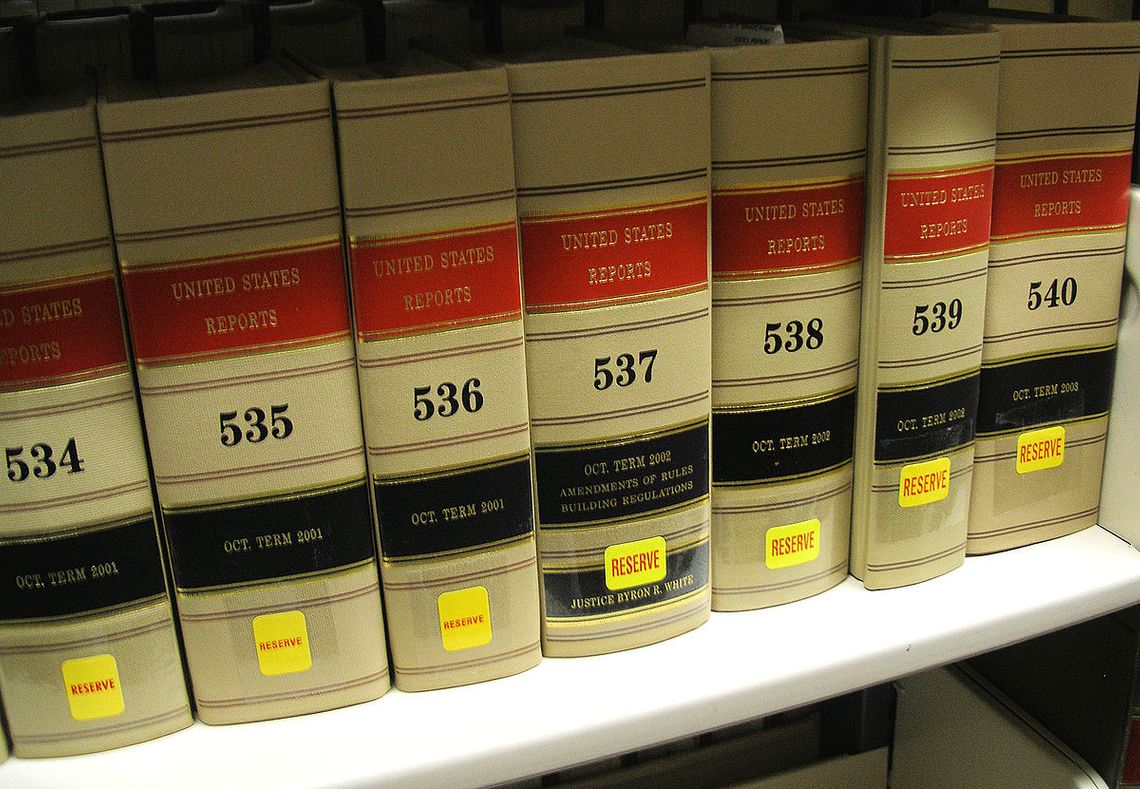 D STATES
EPORTS
534
OCT. TERM 2001
RESERVE
UNITED STATES
REPORTS
535
OCT. TERM 2001
RESERVE
UNITED STATES
REPORTS
536
OCT. TERM 2001
RESERVE
UNITED STATES
REPORTS
537
OCT. TERM 2002
AMENDMENTS OF RULES
BUILDING REGULATIONS
RESERVE
JUSTICE BYRON R. WHITE
UNITED STATES
REPORTS
538
OCT. TERM 2002
RESERVE
UNITED STATES
REPORTS
539
OCT. TERM 2002
RESERVE
UNITED STATES
REPORTS
540
OCT. TERM 2003
RESERVE